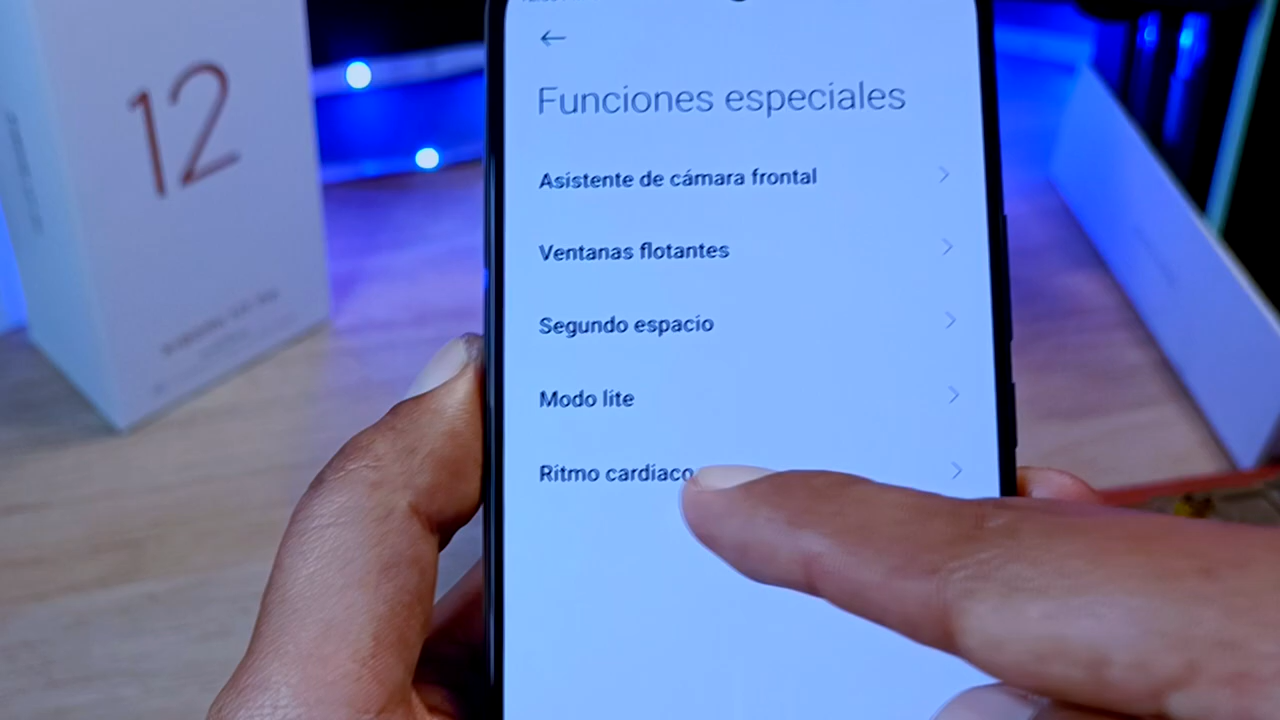 12
Funciones especiales
Asistente de cámara frontal
Ventanas flotantes
Segundo espacio
Modo lite
Ritmo cardíaco